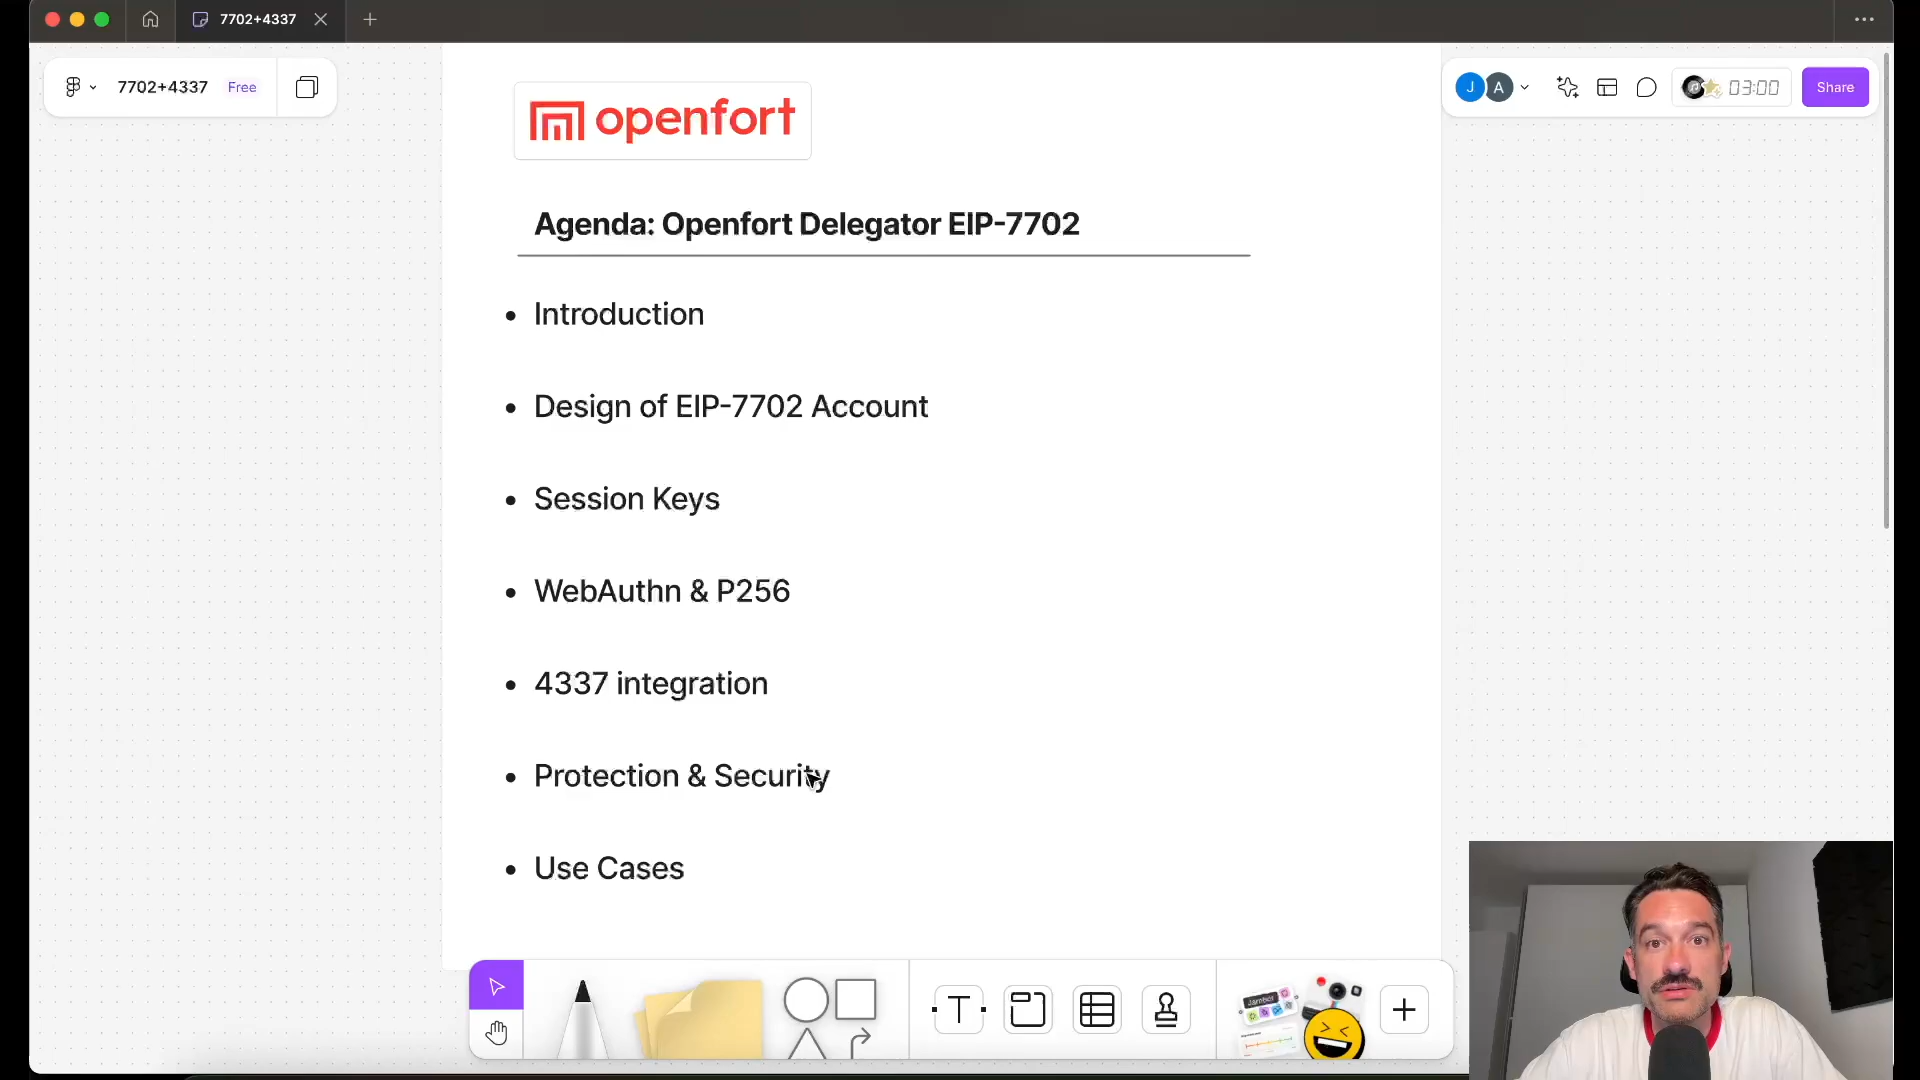 7702+4337
7702+4337 Free
J A
03:00
Share
openfort
Agenda: Openfort Delegator EIP-7702
• Introduction
• Design of EIP-7702 Account
• Session Keys
• WebAuthn & P256
• 4337 integration
• Protection & Security
• Use Cases
T
Jambot